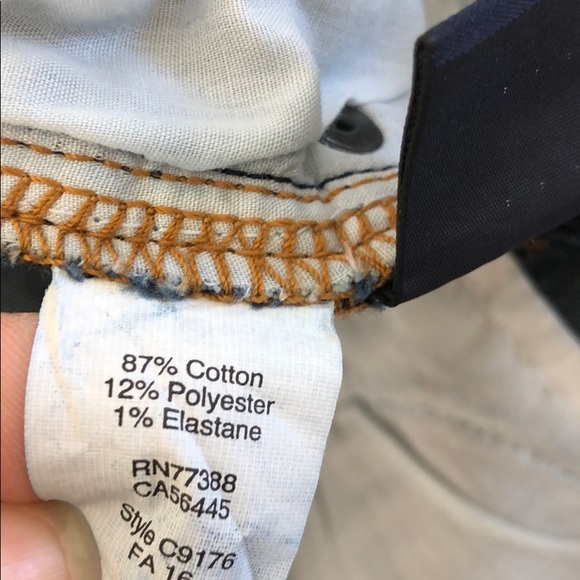 87% Cotton
12% Polyester
1% Elastane
RN77388
CA56445
Style C9176
FA 16